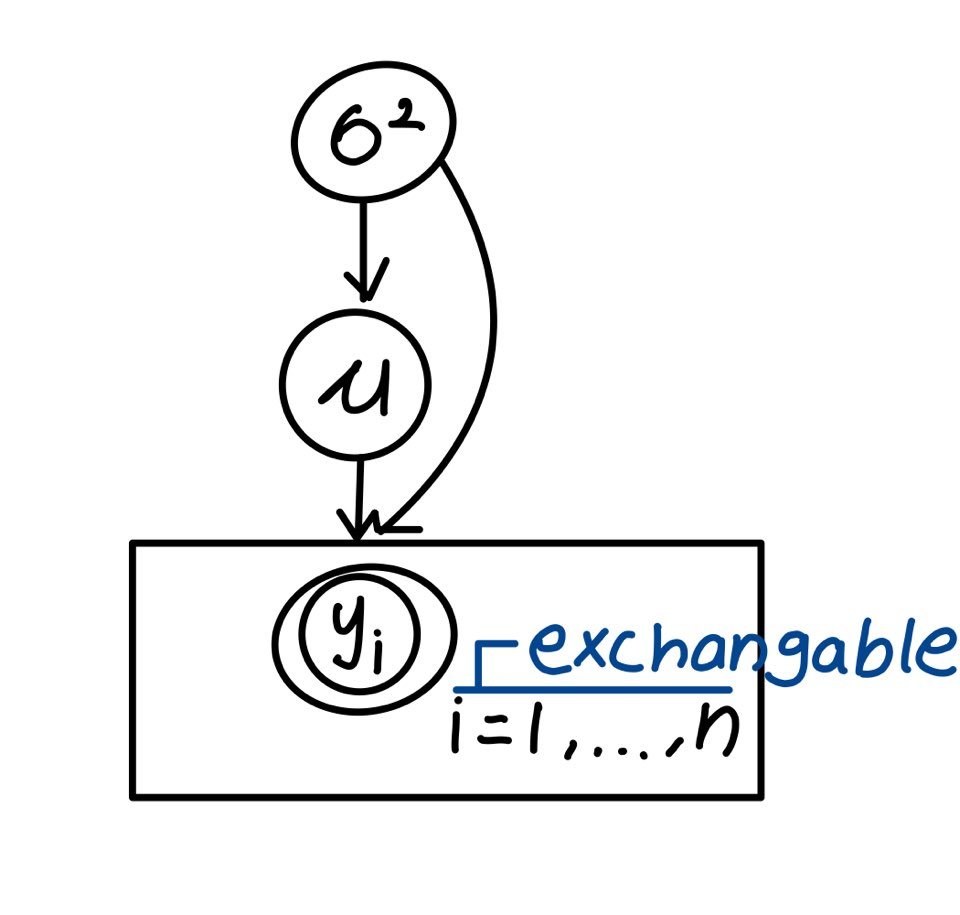 σ²
μ
yᵢ
exchangable
i=1,...,n